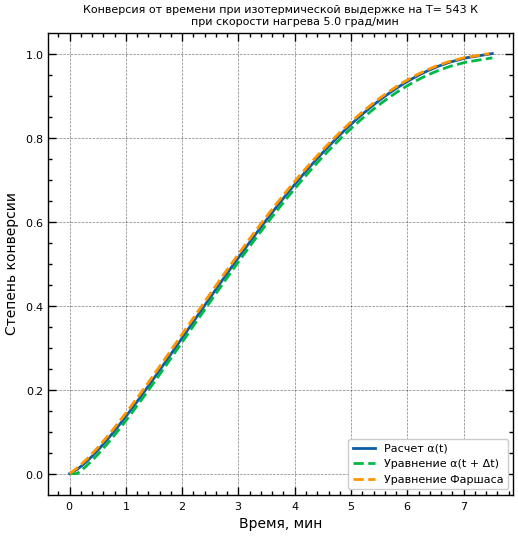 Конверсия от времени при изотермической выдержке на T= 543 К
при скорости нагрева 5.0 град/мин
Степень конверсии
1.0
0.8
0.6
0.4
0.2
0.0
0 1 2 3 4 5 6 7
Время, мин
Расчет α(t)
Уравнение α(t + Δt)
Уравнение Фаршаса